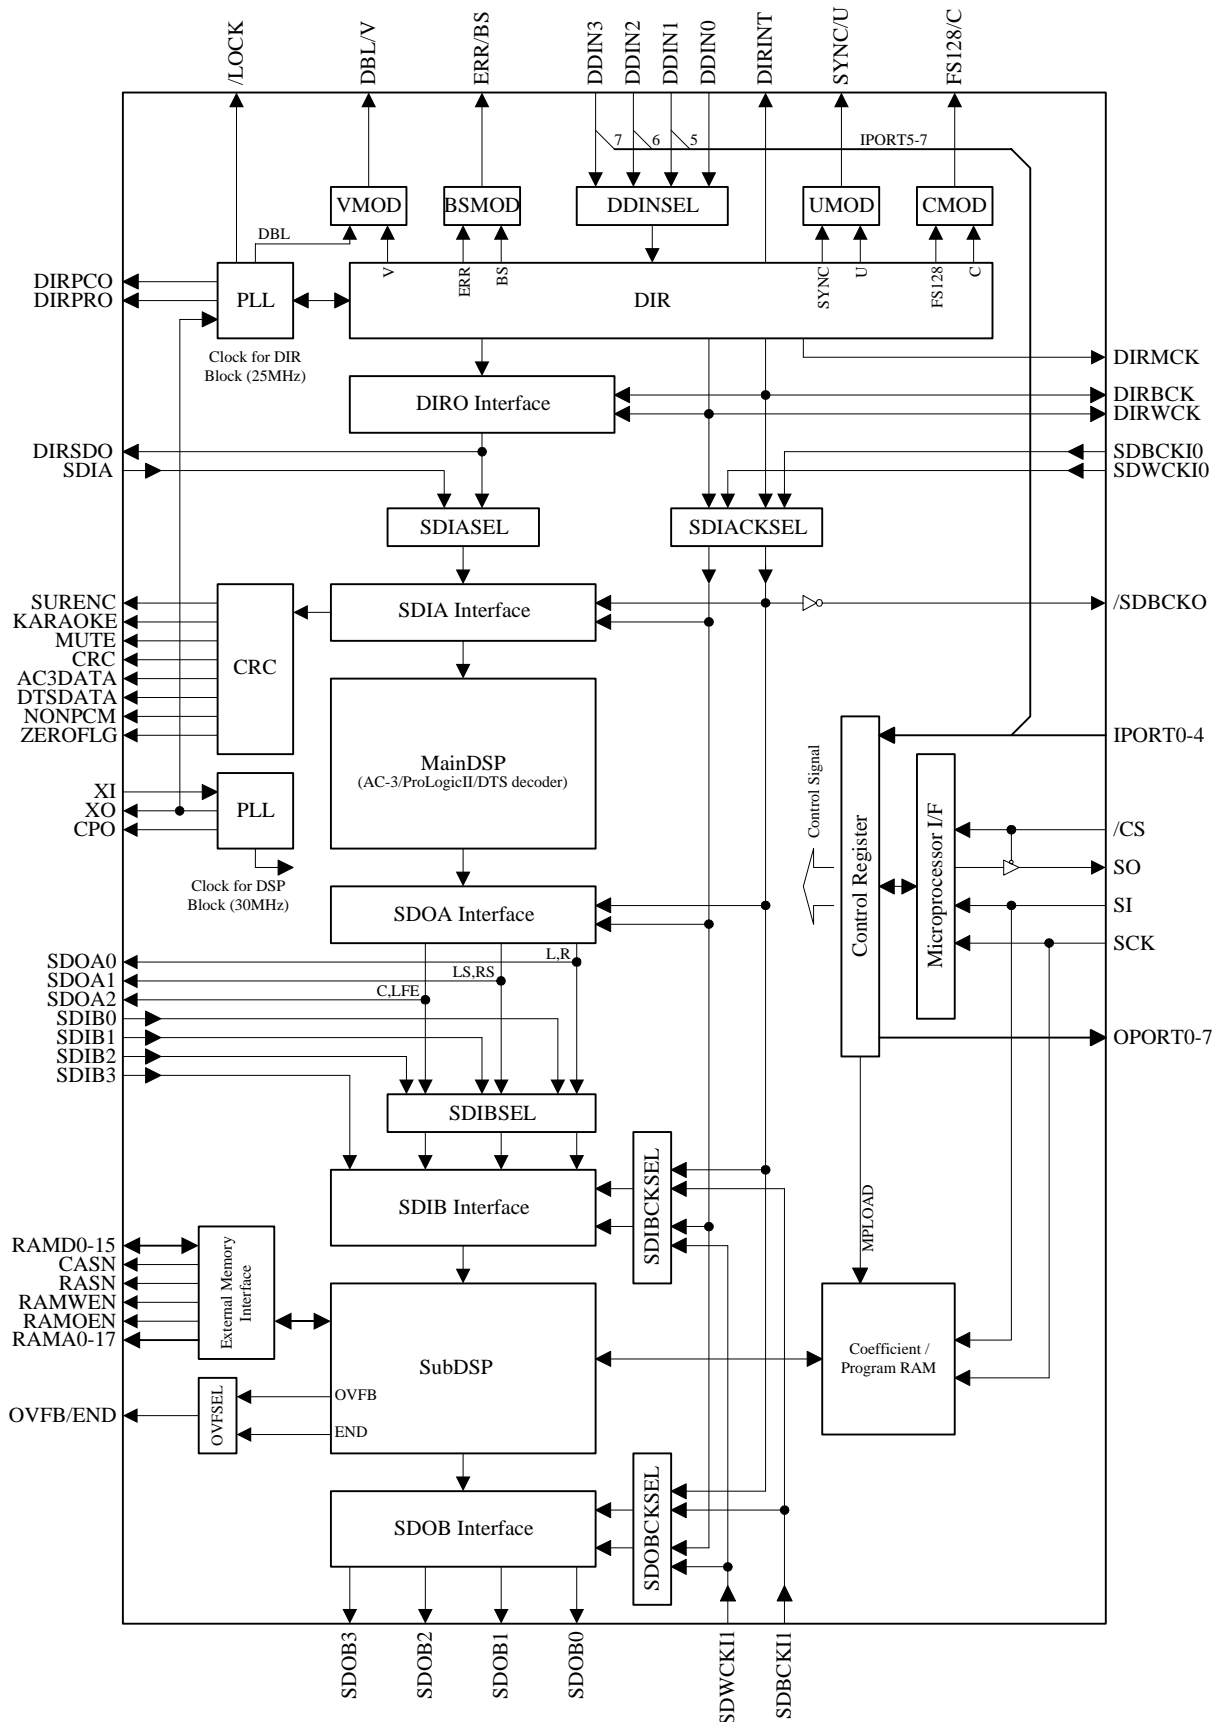 /LOCK
DBL/V
ERR/BS
DDIN3
DDIN2
DDIN1
DDIN0
DIRINT
SYNC/U
FS128/C
7
6
5
IPORT5-7
VMOD
BSMOD
DDINSEL
UMOD
CMOD
DBL
V
ERR
BS
SYNC
U
FS128
C
DIRPCO
DIRPRO
PLL
DIR
Clock for DIR
Block (25MHz)
DIRMCK
DIRO Interface
DIRBCK
DIRWCK
DIRSDO
SDIA
SDBCKI0
SDWCKI0
SDIASEL
SDIACKSEL
SURENC
KARAOKE
MUTE
CRC
AC3DATA
DTSDATA
NONPCM
ZEROFLG
CRC
SDIA Interface
/SDBCKO
MainDSP
(AC-3/ProLogicII/DTS decoder)
IPORT0-4
XI
XO
CPO
PLL
Clock for DSP
Block (30MHz)
Control Signal
Control Register
Microprocessor I/F
/CS
SO
SI
SCK
SDOA Interface
SDOA0
SDOA1
SDOA2
SDIB0
SDIB1
SDIB2
SDIB3
L,R
LS,RS
C,LFE
OPORT0-7
SDIBSEL
SDIB Interface
SDIBCKSEL
MPLOAD
RAMD0-15
CASN
RASN
RAMWEN
RAMOEN
RAMA0-17
External Memory
Interface
SubDSP
Coefficient /
Program RAM
OVFB/END
OVFSEL
OVFB
END
SDOB Interface
SDOBCKSEL
SDOB3
SDOB2
SDOB1
SDOB0
SDWCKI1
SDBCKI1